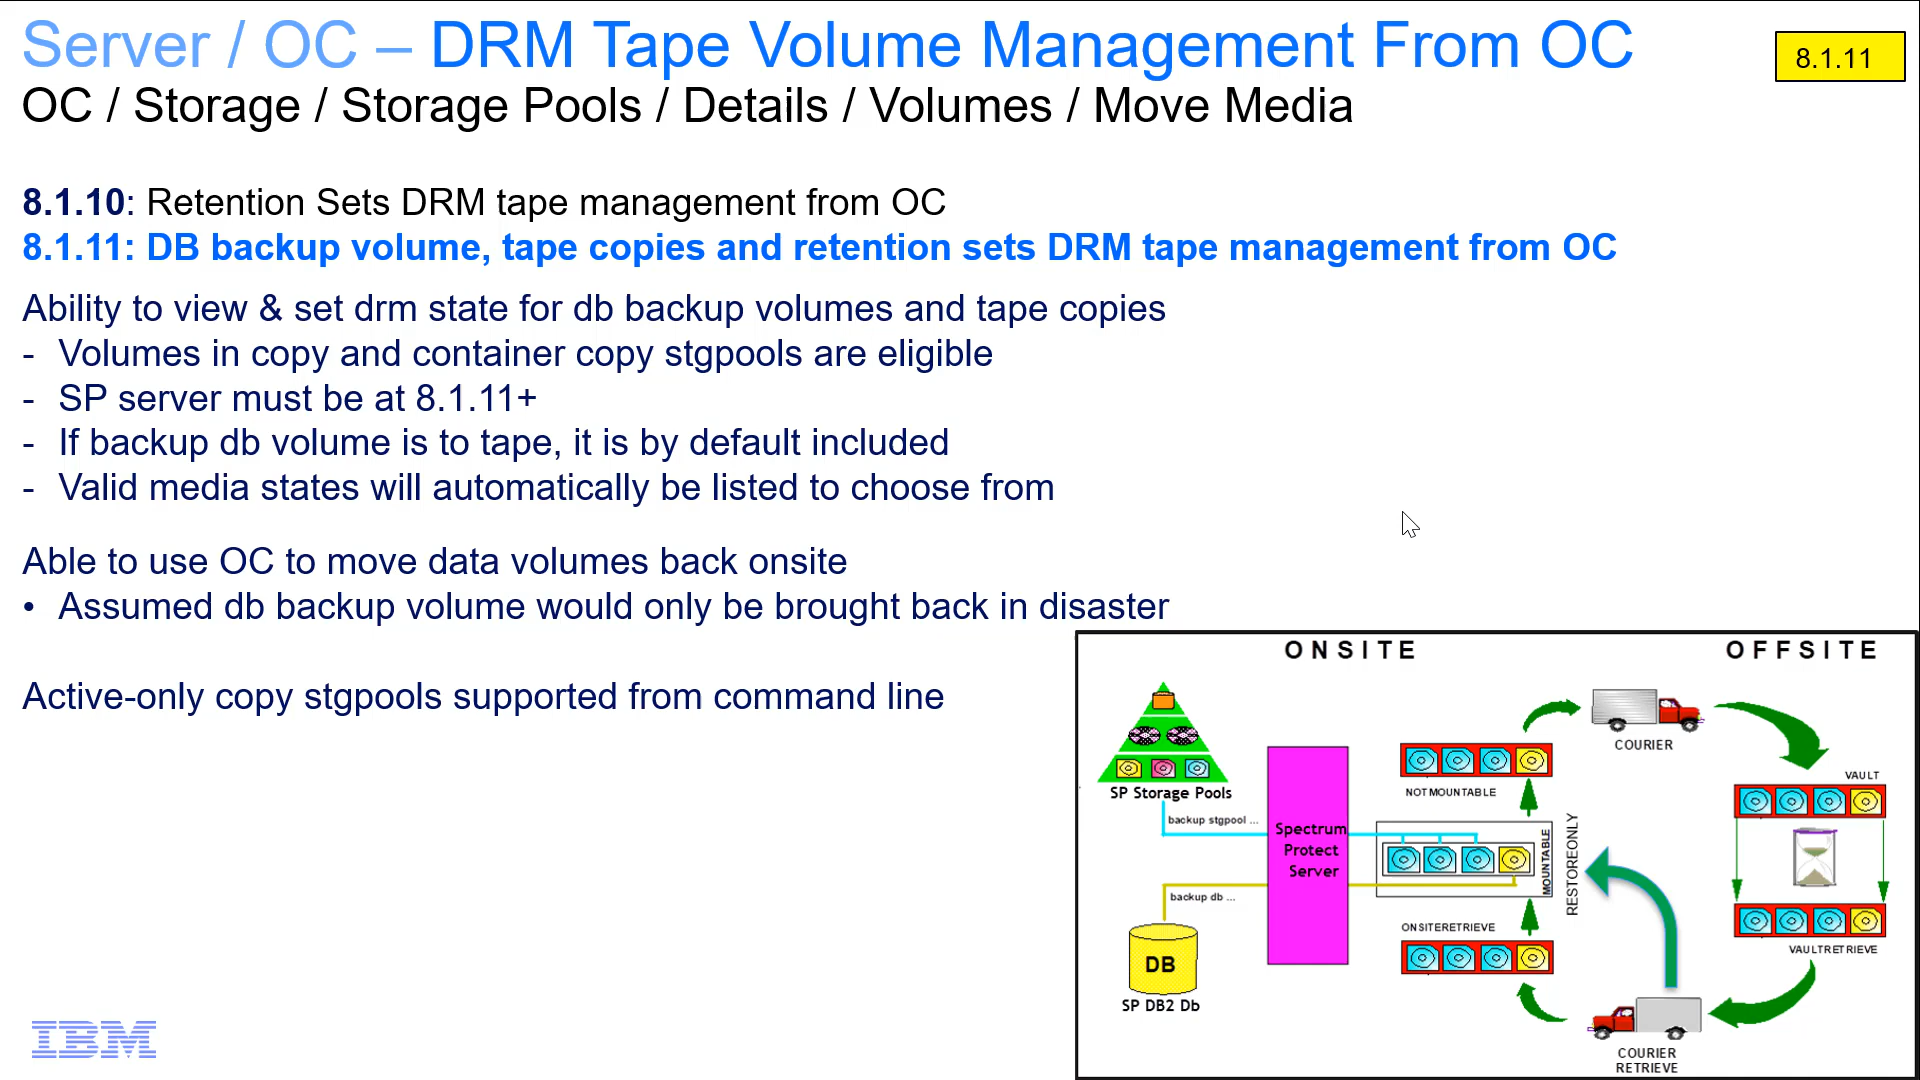 Server / OC – DRM Tape Volume Management From OC
8.1.11
OC / Storage / Storage Pools / Details / Volumes / Move Media
8.1.10: Retention Sets DRM tape management from OC
8.1.11: DB backup volume, tape copies and retention sets DRM tape management from OC
Ability to view & set drm state for db backup volumes and tape copies
- Volumes in copy and container copy stgpools are eligible
- SP server must be at 8.1.11+
- If backup db volume is to tape, it is by default included
- Valid media states will automatically be listed to choose from
Able to use OC to move data volumes back onsite
• Assumed db backup volume would only be brought back in disaster
Active-only copy stgpools supported from command line
ONSITE
OFFSITE
COURIER
SP Storage Pools
NOTMOUNTABLE
VAULT
backup stgpool ...
Spectrum
Protect
Server
MOUNTABLE
RESTOREONLY
backup db ...
ONSITERETRIEVE
VAULTRETRIEVE
DB
SP DB2 Db
COURIER
RETRIEVE
IBM